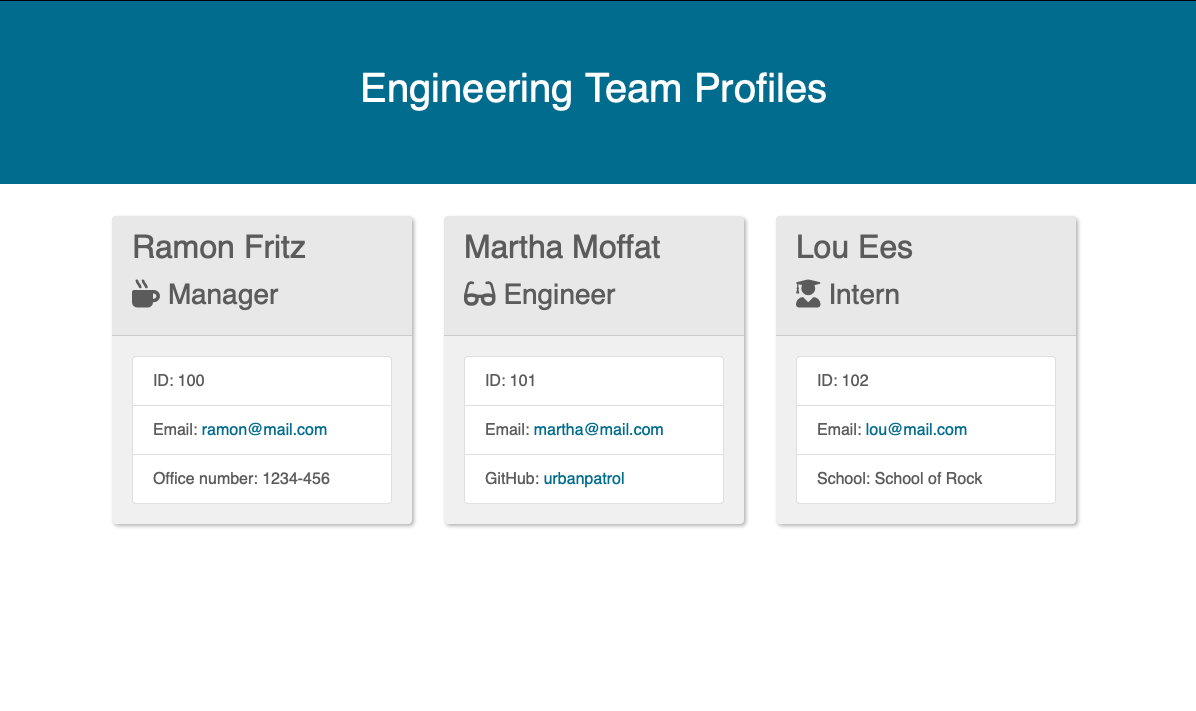 Engineering Team Profiles
Ramon Fritz
Manager
ID: 100
Email: ramon@mail.com
Office number: 1234-456
Martha Moffat
Engineer
ID: 101
Email: martha@mail.com
GitHub: urbanpatrol
Lou Ees
Intern
ID: 102
Email: lou@mail.com
School: School of Rock